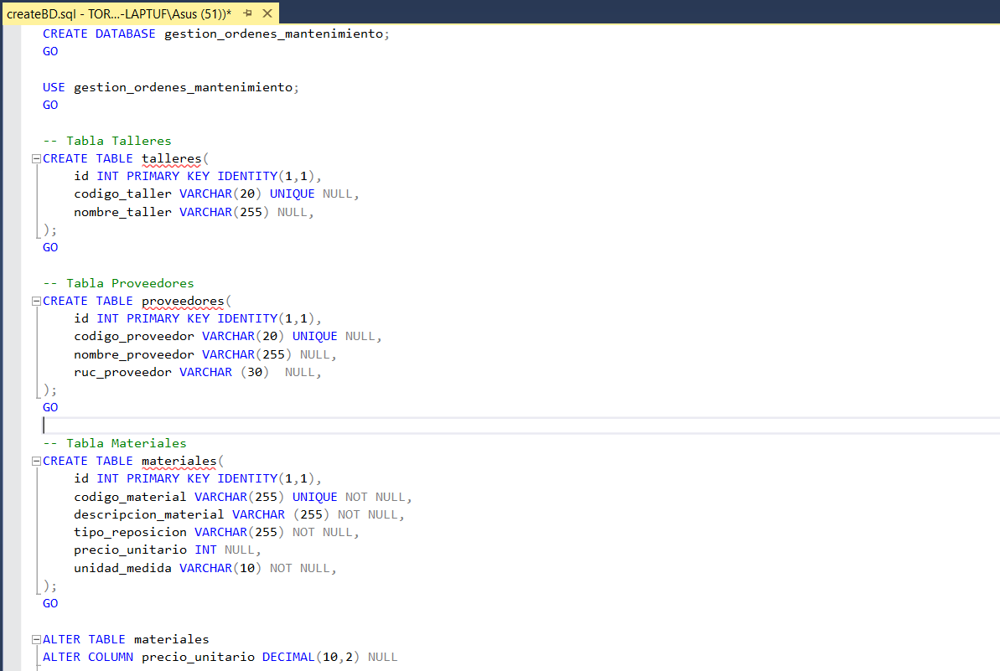 createBD.sql - TOR...-LAPTUF\Asus (51))*
CREATE DATABASE gestion_ordenes_mantenimiento;
GO
USE gestion_ordenes_mantenimiento;
GO
-- Tabla Talleres
CREATE TABLE talleres(
    id INT PRIMARY KEY IDENTITY(1,1),
    codigo_taller VARCHAR(20) UNIQUE NULL,
    nombre_taller VARCHAR(255) NULL,
);
GO
-- Tabla Proveedores
CREATE TABLE proveedores(
    id INT PRIMARY KEY IDENTITY(1,1),
    codigo_proveedor VARCHAR(20) UNIQUE NULL,
    nombre_proveedor VARCHAR(255) NULL,
    ruc_proveedor VARCHAR (30)  NULL,
);
GO
-- Tabla Materiales
CREATE TABLE materiales(
    id INT PRIMARY KEY IDENTITY(1,1),
    codigo_material VARCHAR(255) UNIQUE NOT NULL,
    descripcion_material VARCHAR (255) NOT NULL,
    tipo_reposicion VARCHAR(255) NOT NULL,
    precio_unitario INT NULL,
    unidad_medida VARCHAR(10) NOT NULL,
);
GO
ALTER TABLE materiales
ALTER COLUMN precio_unitario DECIMAL(10,2) NULL